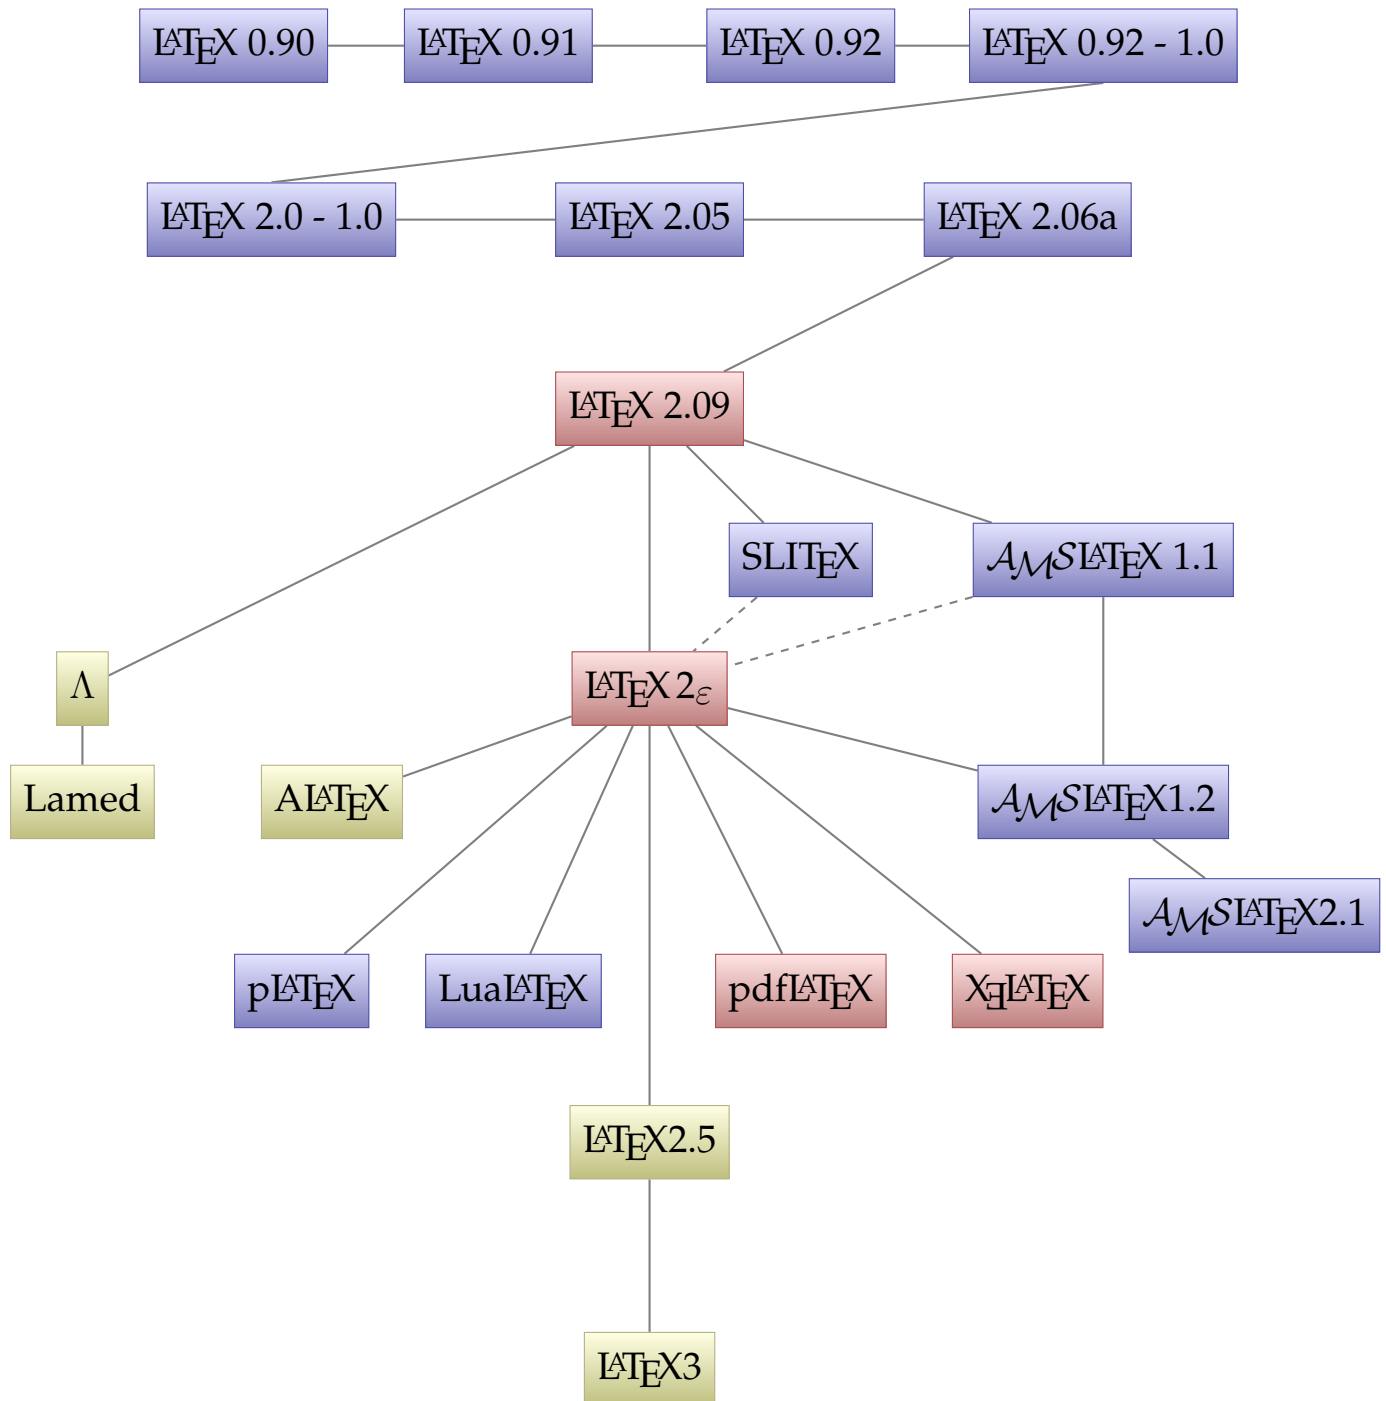 LATEX 0.90
LATEX 0.91
LATEX 0.92
LATEX 0.92 - 1.0
LATEX 2.0 - 1.0
LATEX 2.05
LATEX 2.06a
LATEX 2.09
SLITEX
AMSLATEX 1.1
Λ
LATEX 2ε
Lamed
ALATEX
AMSLATEX1.2
AMSLATEX2.1
pLATEX
LuaLATEX
pdfLATEX
XƎLATEX
LATEX2.5
LATEX3